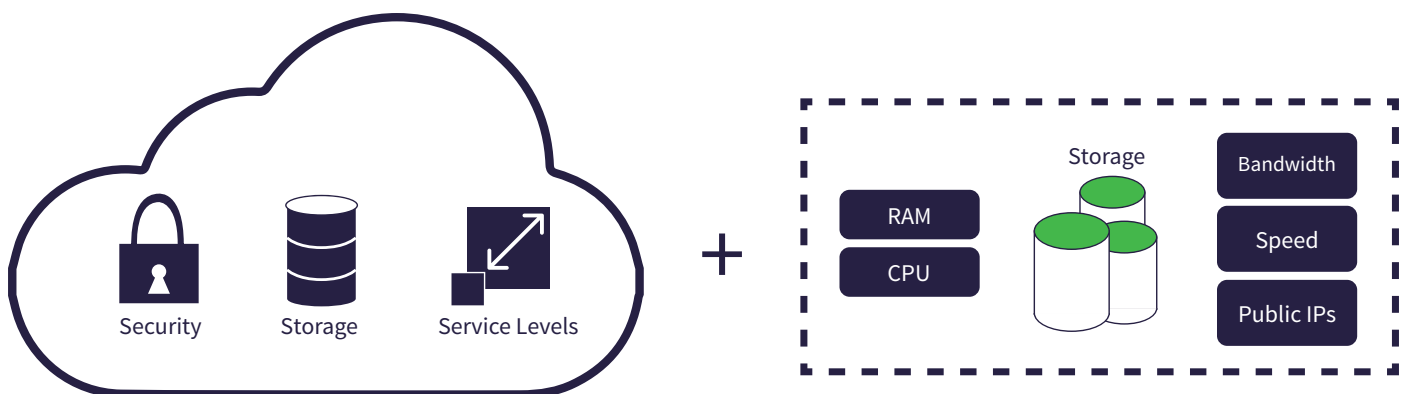 Security
Storage
Service Levels
+
RAM
CPU
Storage
Bandwidth
Speed
Public IPs